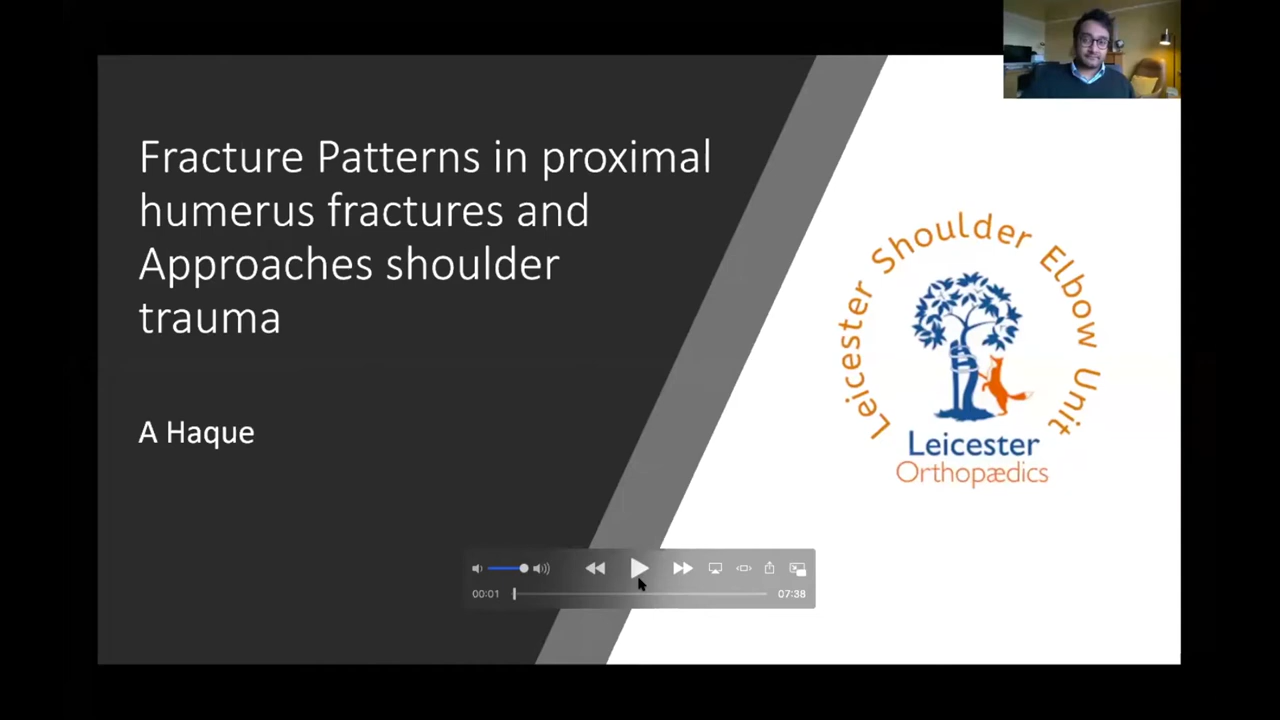 Fracture Patterns in proximal
humerus fractures and
Approaches shoulder
trauma
A Haque
Leicester Shoulder Elbow Unit
Leicester
Orthopædics
00:01
07:38